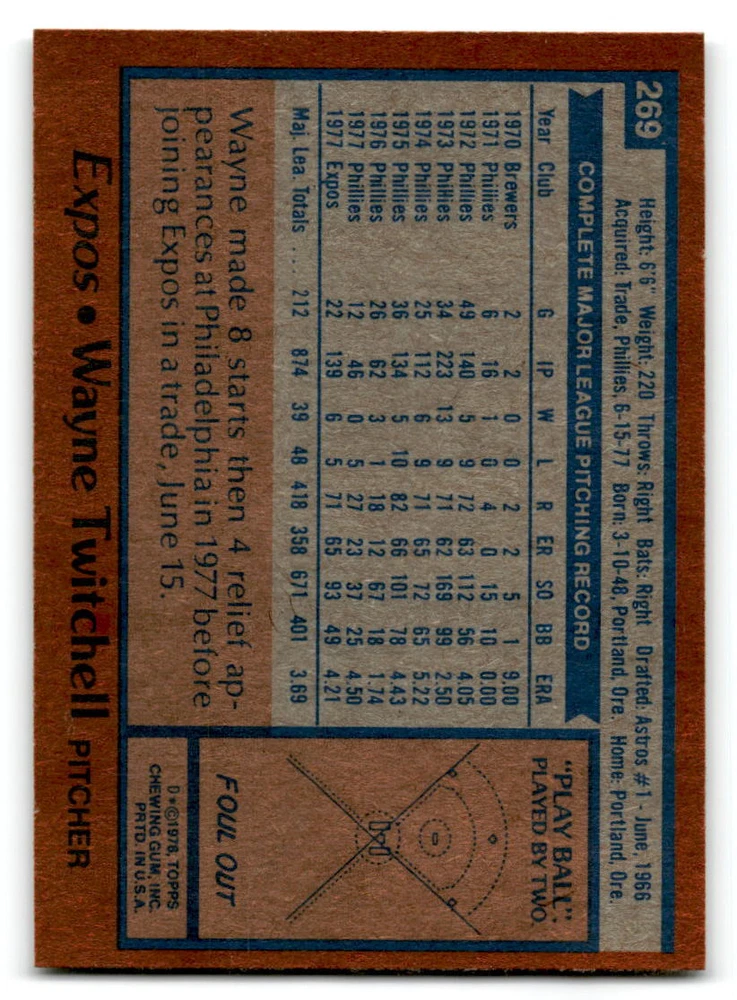 269
Height: 6'6" Weight: 220 Throws: Right Bats: Right Drafted: Astros #1 - June, 1966
Acquired: Trade, Phillies, 6-15-77 Born: 3-10-48, Portland, Ore. Home: Portland, Ore.
COMPLETE MAJOR LEAGUE PITCHING RECORD
Year Club G IP W L R ER SO BB ERA
1970 Brewers 2 2 0 0 2 2 5 1 9.00
1971 Phillies 6 16 1 0 4 0 15 10 0.00
1972 Phillies 49 140 5 9 72 63 112 56 4.05
1973 Phillies 34 223 13 9 71 62 169 99 2.50
1974 Phillies 25 112 6 9 71 65 72 65 5.22
1975 Phillies 36 134 5 10 82 66 101 78 4.43
1976 Phillies 26 62 3 1 18 12 67 18 1.74
1977 Phillies 12 46 0 5 27 23 37 25 4.50
1977 Expos 22 139 6 5 71 65 93 49 4.21
Maj. Lea. Totals ... 212 874 39 48 418 358 671 401 3.69
Wayne made 8 starts then 4 relief ap-
pearances at Philadelphia in 1977 before
joining Expos in a trade, June 15.
"PLAY BALL"
PLAYED BY TWO
FOUL OUT
D*©1978, TOPPS
CHEWING GUM, INC.
PRTD. IN U.S.A.
Expos • Wayne Twitchell PITCHER